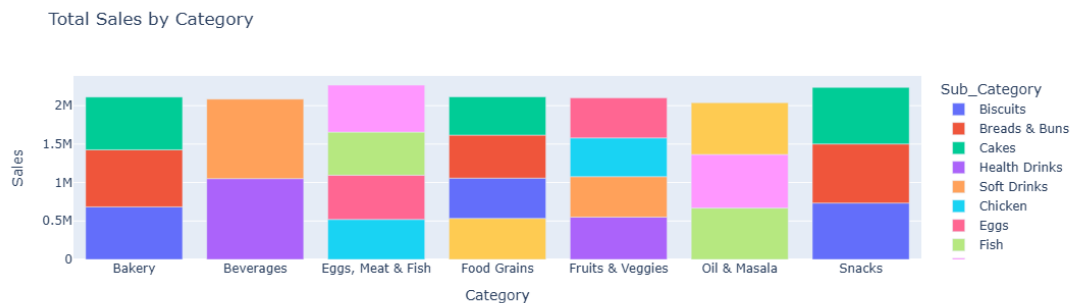 Total Sales by Category
Sub_Category
Biscuits
Breads & Buns
Cakes
Health Drinks
Soft Drinks
Chicken
Eggs
Fish
Sales
2M
1.5M
1M
0.5M
0
Bakery Beverages Eggs, Meat & Fish Food Grains Fruits & Veggies Oil & Masala Snacks
Category